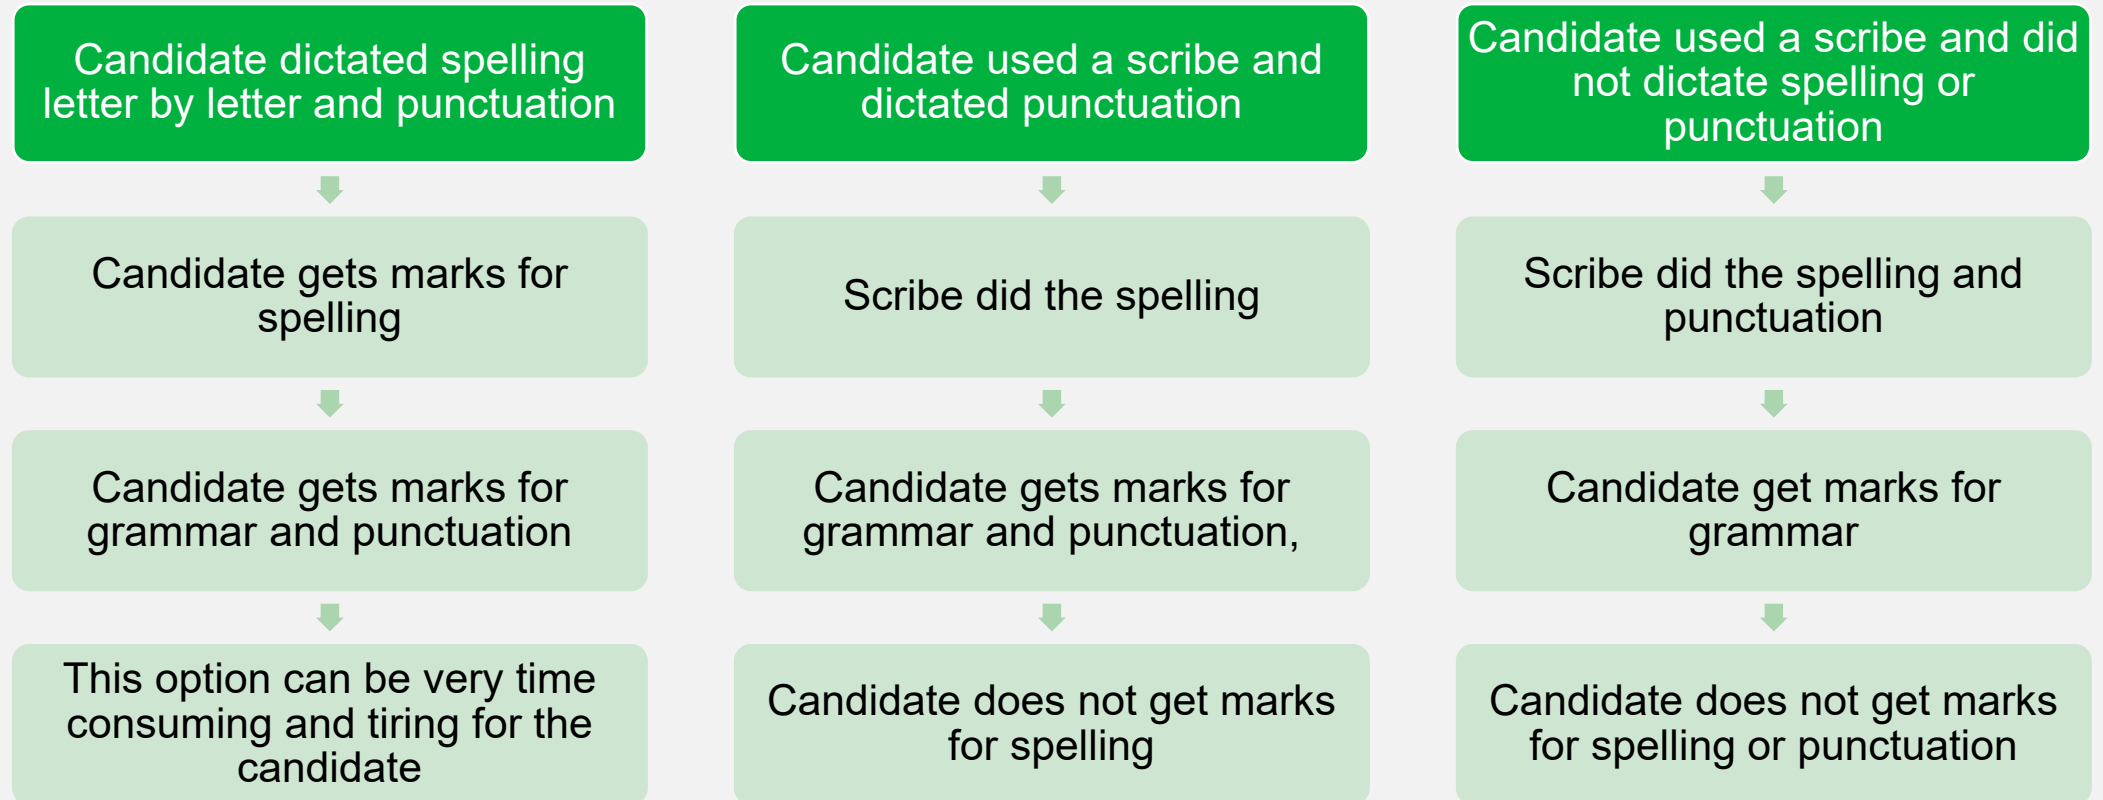 Candidate dictated spelling
letter by letter and punctuation
Candidate gets marks for
spelling
Candidate gets marks for
grammar and punctuation
This option can be very time
consuming and tiring for the
candidate
Candidate used a scribe and
dictated punctuation
Scribe did the spelling
Candidate gets marks for
grammar and punctuation,
Candidate does not get marks
for spelling
Candidate used a scribe and did
not dictate spelling or
punctuation
Scribe did the spelling and
punctuation
Candidate get marks for
grammar
Candidate does not get marks
for spelling or punctuation